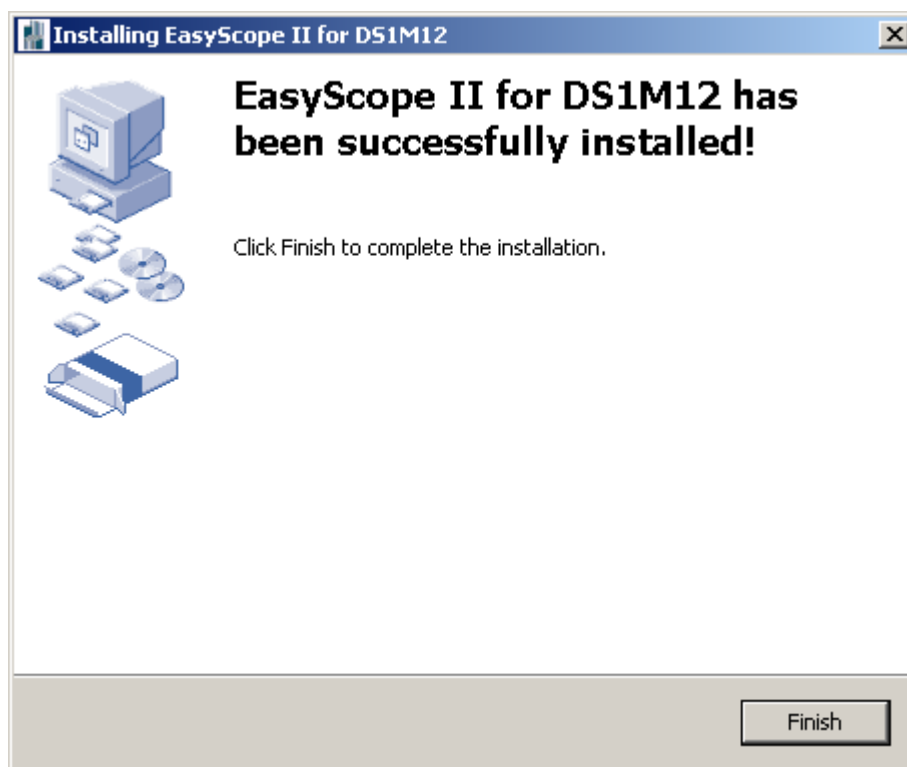 Installing EasyScope II for DS1M12
EasyScope II for DS1M12 has
been successfully installed!
Click Finish to complete the installation.
Finish